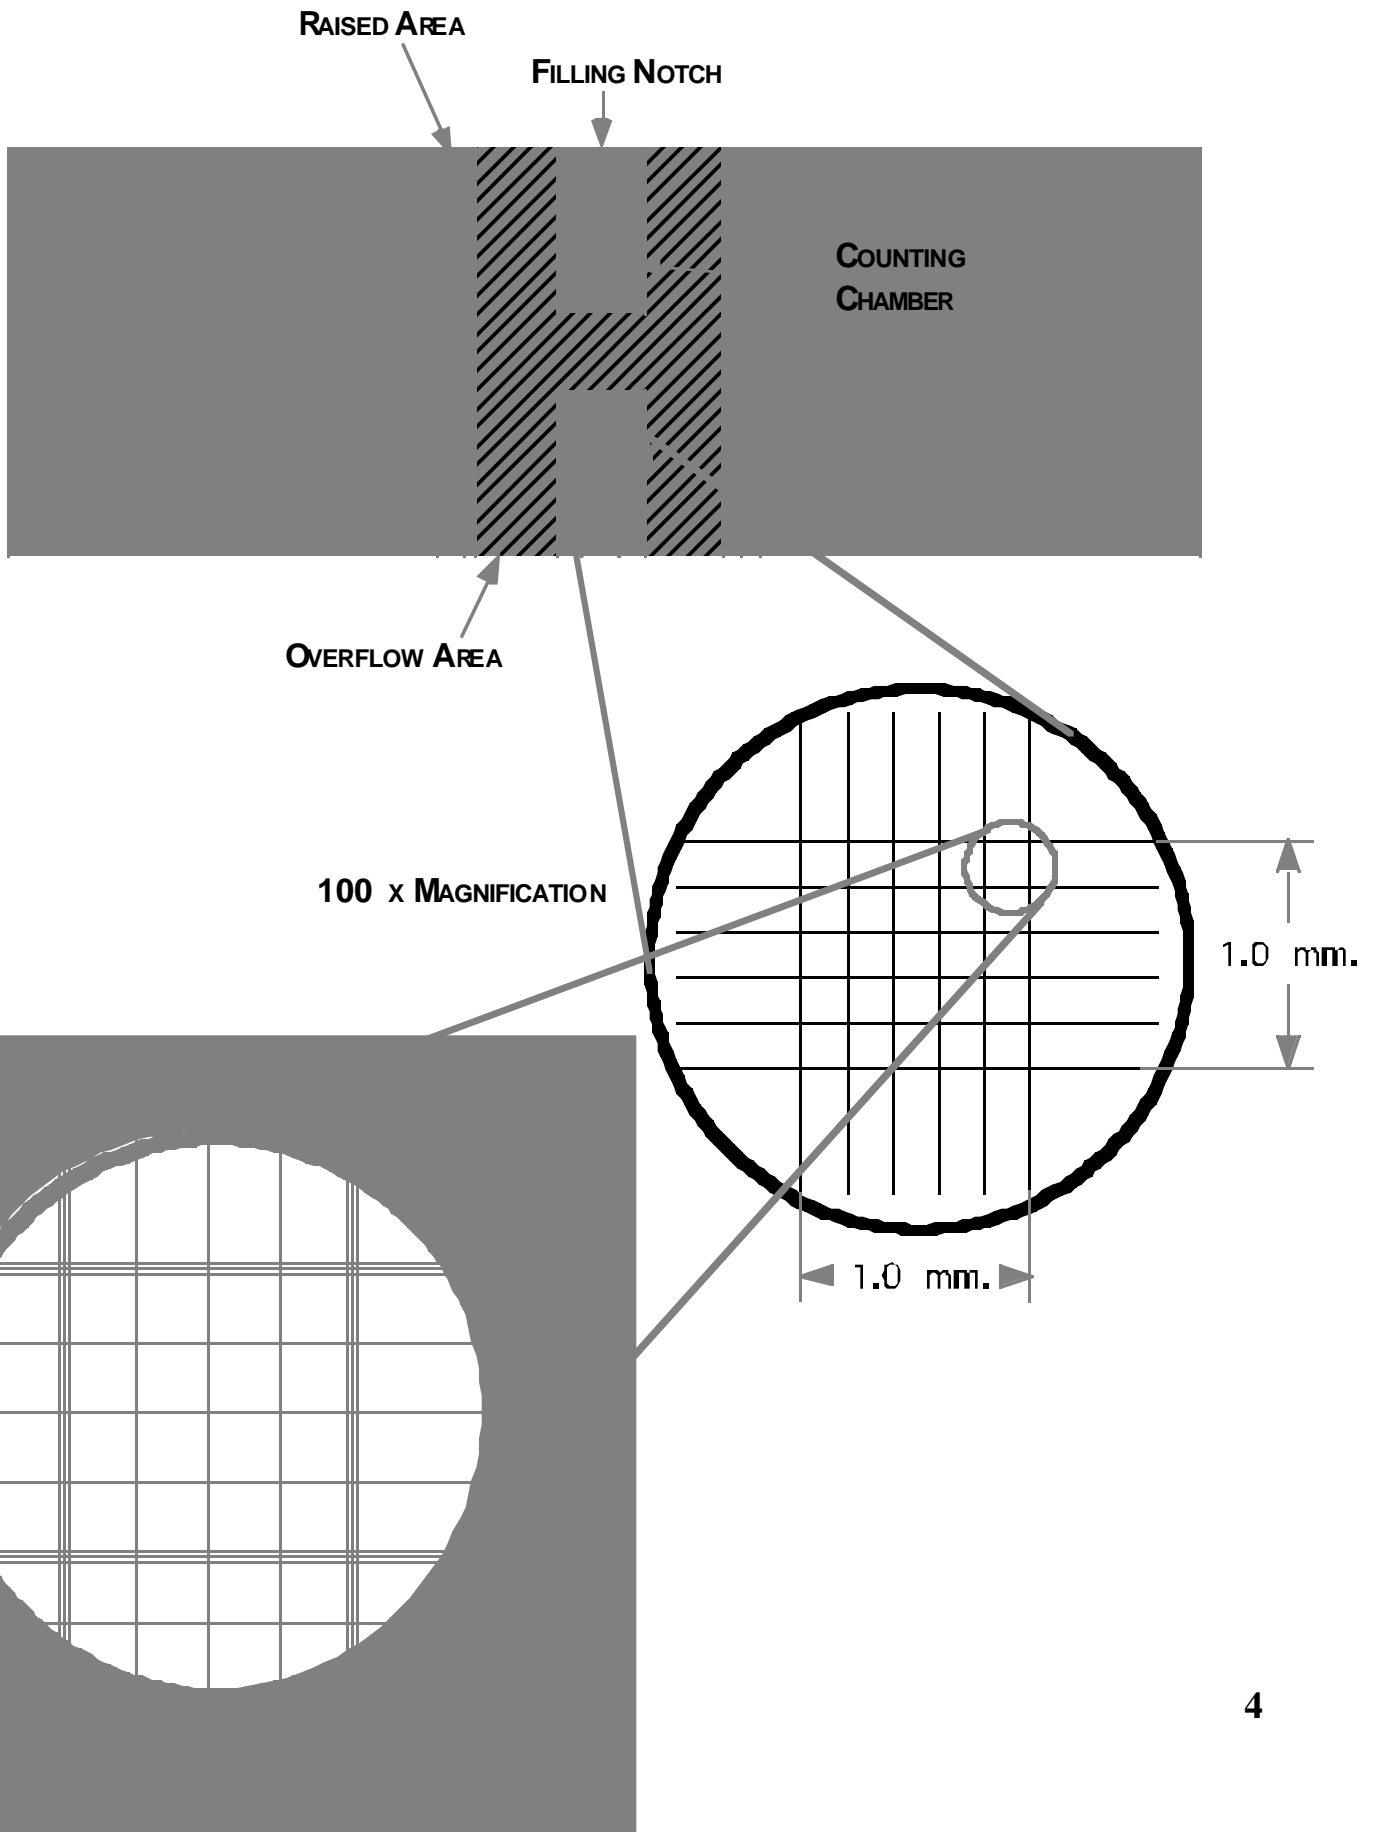 RAISED AREA
FILLING NOTCH
COUNTING
CHAMBER
OVERFLOW AREA
100 X MAGNIFICATION
1.0 mm.
1.0 mm.
4